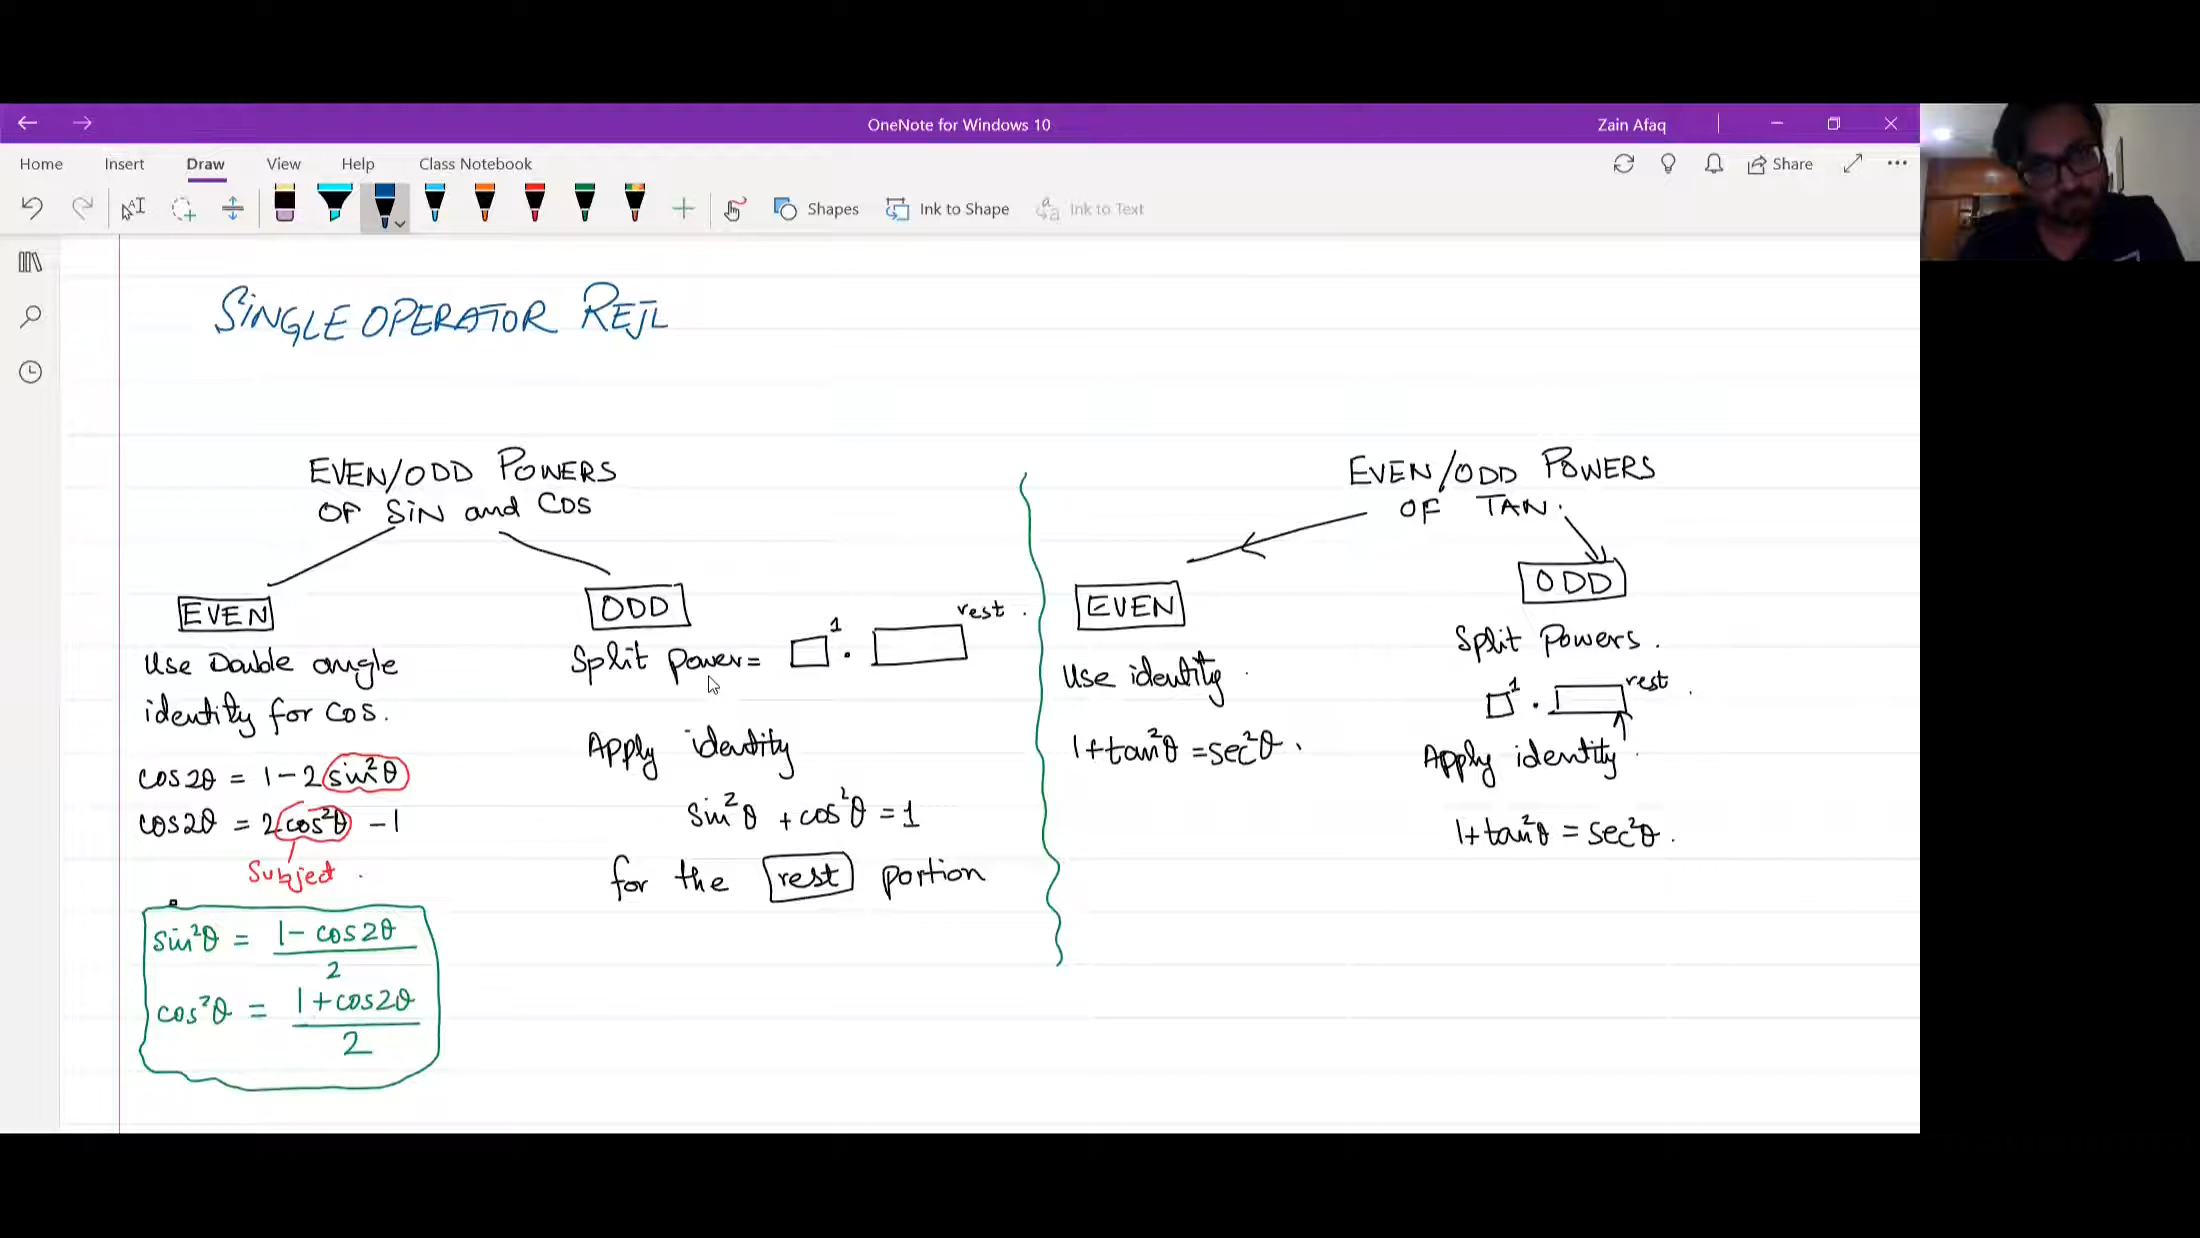 OneNote for Windows 10
Zain Afaq
Home Insert Draw View Help Class Notebook
Share
Shapes Ink to Shape Ink to Text
SINGLE OPERATOR
EVEN/ODD POWERS
OF SIN and COS
EVEN
Use Double angle
identity for cos.
cos2θ = 1 - 2 sin²θ
cos2θ = 2 cos²θ - 1
Subject
sin²θ = 1 - cos2θ
2
cos²θ = 1 + cos2θ
2
ODD
Split power = 1 . rest
Apply identity
sin²θ + cos²θ = 1
for the rest portion
EVEN/ODD POWERS
OF TAN.
EVEN
Use identity
1+tan²θ = sec²θ.
ODD
Split Powers.
1 . rest
Apply identity
1+tan²θ = sec²θ.